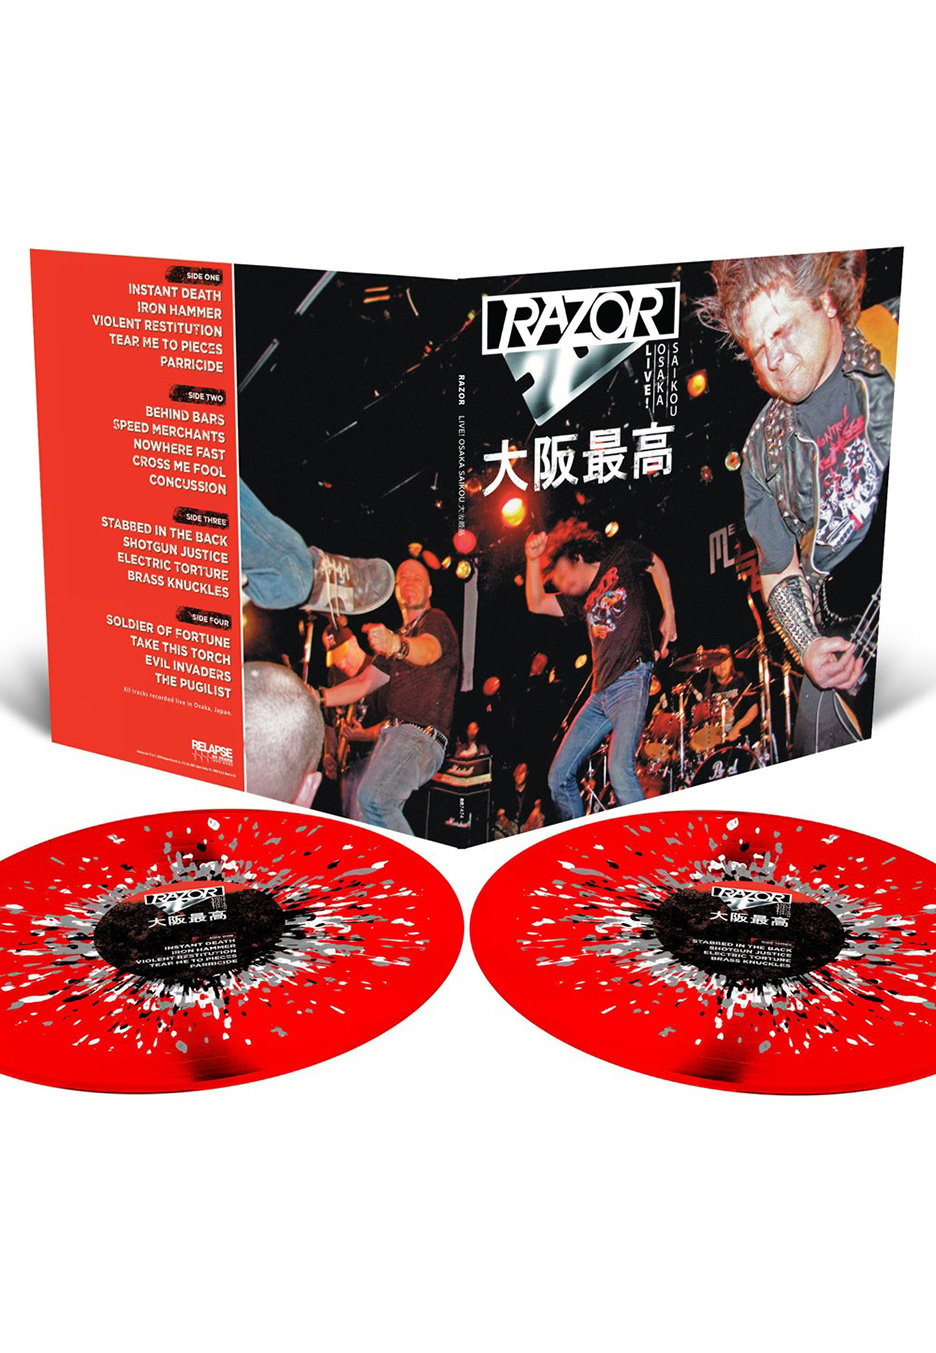 SIDE ONE
INSTANT DEATH
IRON HAMMER
VIOLENT RESTITUTION
TEAR ME TO PIECES
PARRICIDE
SIDE TWO
BEHIND BARS
SPEED MERCHANTS
NOWHERE FAST
CROSS ME FOOL
CONCUSSION
SIDE THREE
STABBED IN THE BACK
SHOTGUN JUSTICE
ELECTRIC TORTURE
BRASS KNUCKLES
SIDE FOUR
SOLDIER OF FORTUNE
TAKE THIS TORCH
EVIL INVADERS
THE PUGILIST
All tracks recorded live in Osaka, Japan.
RELAPSE
RAZOR LIVE! OSAKA SAIKOU 大阪最高
RAZOR
LIVE!
OSAKA
SAIKOU
大阪最高
RAZOR
大阪最高
SIDE ONE
INSTANT DEATH
IRON HAMMER
VIOLENT RESTITUTION
TEAR ME TO PIECES
PARRICIDE
RAZOR
大阪最高
SIDE THREE
STABBED IN THE BACK
SHOTGUN JUSTICE
ELECTRIC TORTURE
BRASS KNUCKLES